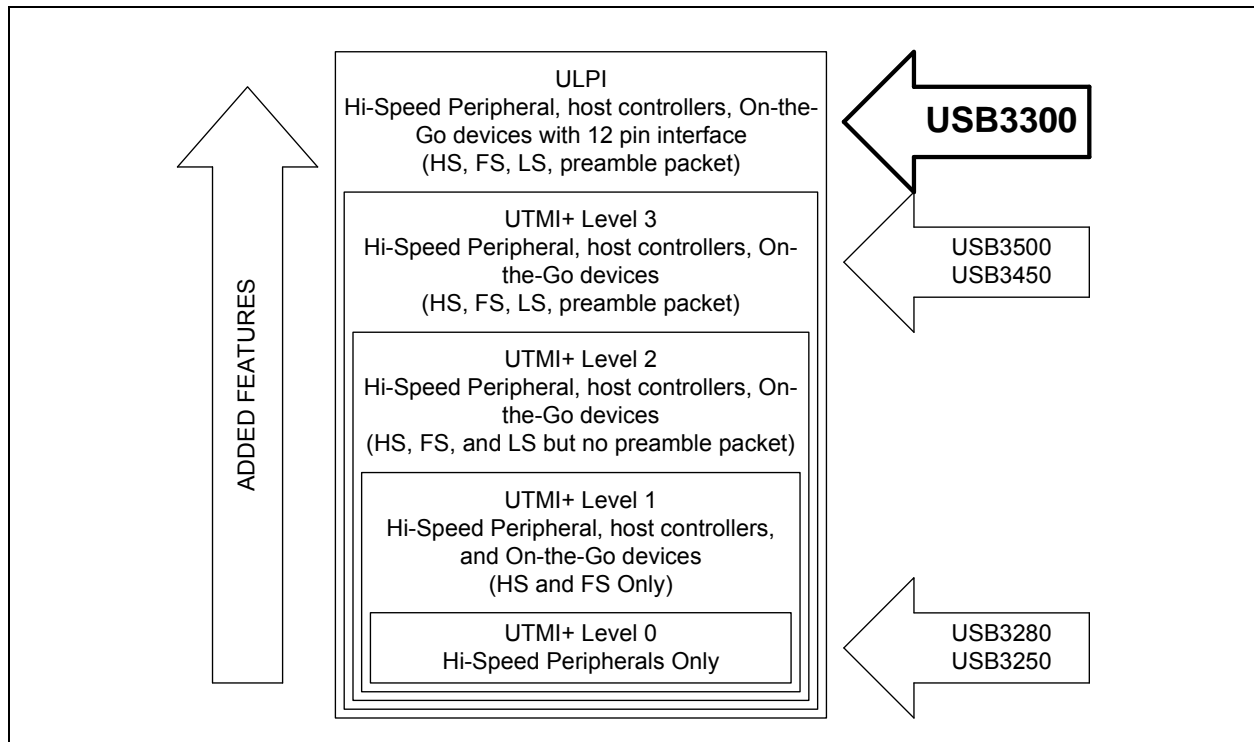 ULPI
Hi-Speed Peripheral, host controllers, On-the-
Go devices with 12 pin interface
(HS, FS, LS, preamble packet)
USB3300
UTMI+ Level 3
Hi-Speed Peripheral, host controllers, On-
the-Go devices
(HS, FS, LS, preamble packet)
USB3500
USB3450
ADDED FEATURES
UTMI+ Level 2
Hi-Speed Peripheral, host controllers, On-
the-Go devices
(HS, FS, and LS but no preamble packet)
UTMI+ Level 1
Hi-Speed Peripheral, host controllers,
and On-the-Go devices
(HS and FS Only)
UTMI+ Level 0
Hi-Speed Peripherals Only
USB3280
USB3250